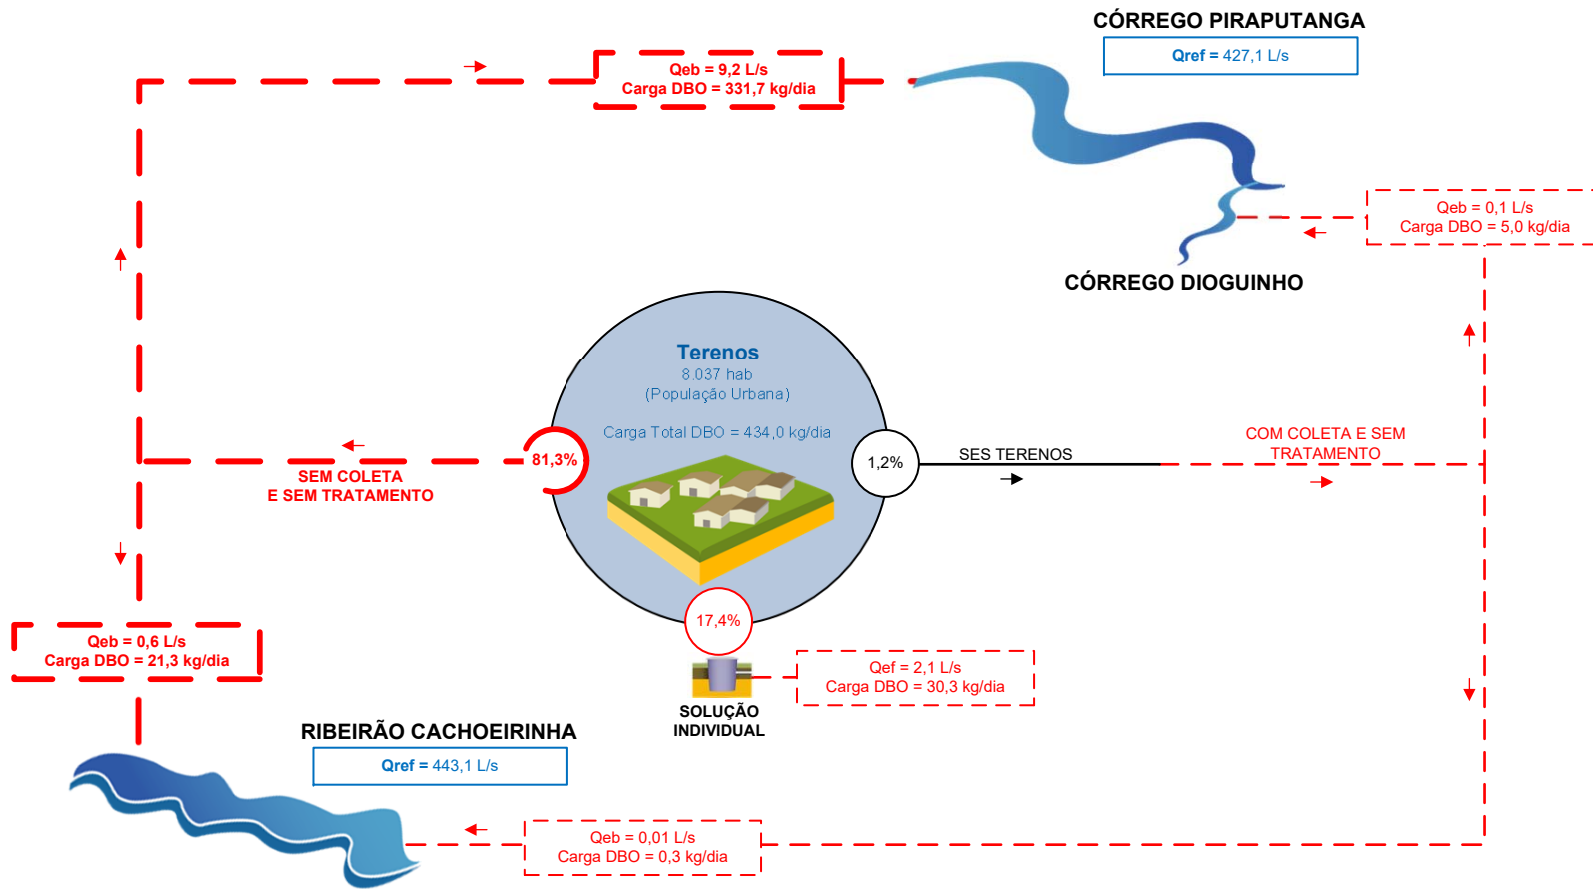 CÓRREGO PIRAPUTANGA
Qref = 427,1 L/s
Qeb = 9,2 L/s
Carga DBO = 331,7 kg/dia
Qeb = 0,1 L/s
Carga DBO = 5,0 kg/dia
CÓRREGO DIOGUINHO
Terenos
8.037 hab
(População Urbana)
Carga Total DBO = 434,0 kg/dia
81,3%
SEM COLETA
E SEM TRATAMENTO
1,2%
SES TERENOS
COM COLETA E SEM
TRATAMENTO
17,4%
SOLUÇÃO
INDIVIDUAL
Qef = 2,1 L/s
Carga DBO = 30,3 kg/dia
Qeb = 0,6 L/s
Carga DBO = 21,3 kg/dia
RIBEIRÃO CACHOEIRINHA
Qref = 443,1 L/s
Qeb = 0,01 L/s
Carga DBO = 0,3 kg/dia